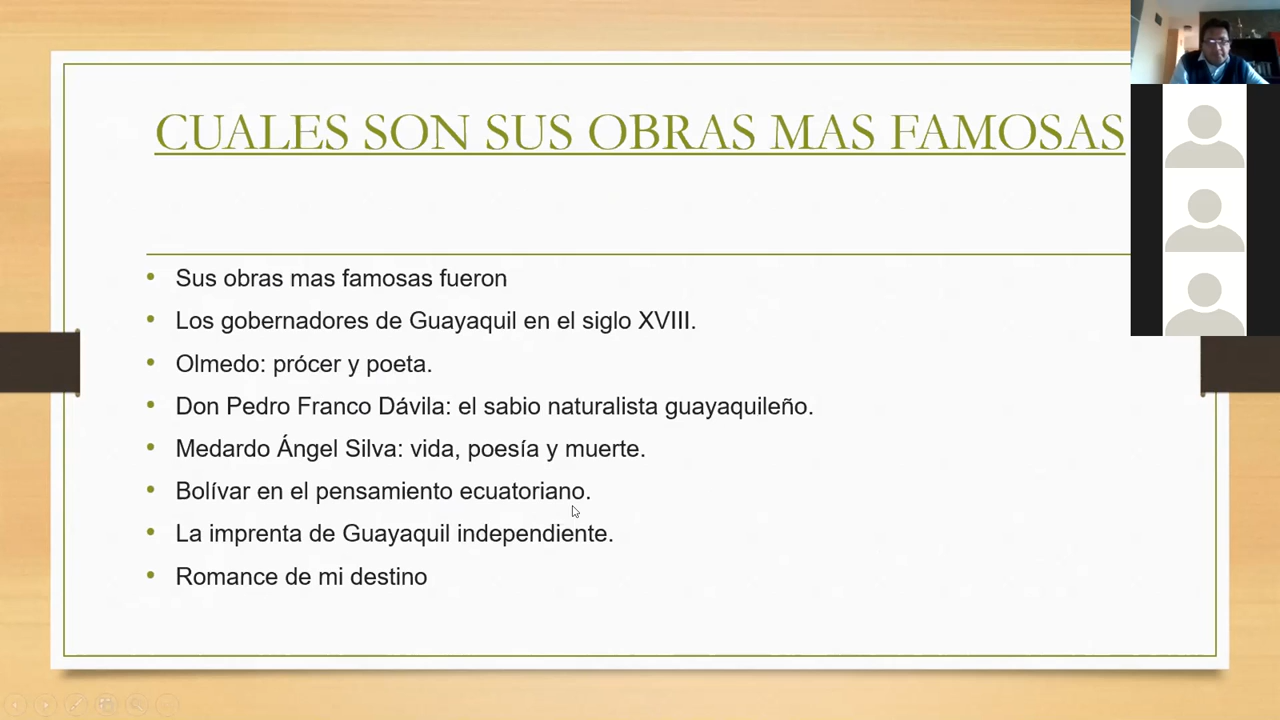 CUALES SON SUS OBRAS MAS FAMOSAS
Sus obras mas famosas fueron
Los gobernadores de Guayaquil en el siglo XVIII.
Olmedo: prócer y poeta.
Don Pedro Franco Dávila: el sabio naturalista guayaquileño.
Medardo Ángel Silva: vida, poesía y muerte.
Bolívar en el pensamiento ecuatoriano.
La imprenta de Guayaquil independiente.
Romance de mi destino